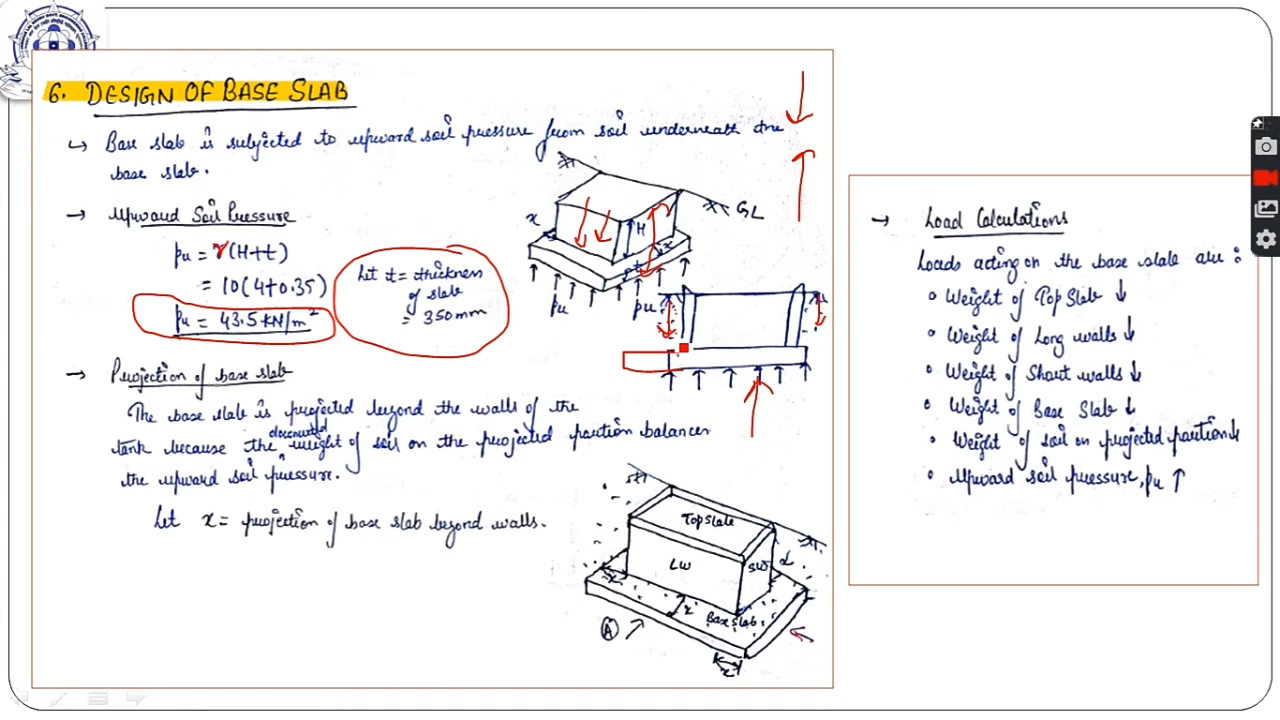 6. DESIGN OF BASE SLAB
↳ Base slab is subjected to upward soil pressure from soil underneath the
base slab.
→ Upward Soil Pressure
pu = γ(H+t)
= 10(4+0.35)
pu = 43.5 KN/m²
Let t = thickness
of slab
= 350mm
x
H
x
t
GL
pu
pu
→ Projection of base slab
The base slab is projected beyond the walls of the
tank because the downward weight of soil on the projected portion balances
the upward soil pressure.
Let x = projection of base slab beyond walls.
Top slab
LW
SW
x
x
x
Base slab
x
A
→ Load Calculations
Loads acting on the base slab are :
• Weight of Top Slab ↓
• Weight of Long walls ↓
• Weight of Short walls ↓
• Weight of Base Slab ↓
• Weight of soil on projected portion ↓
• Upward soil pressure, pu ↑